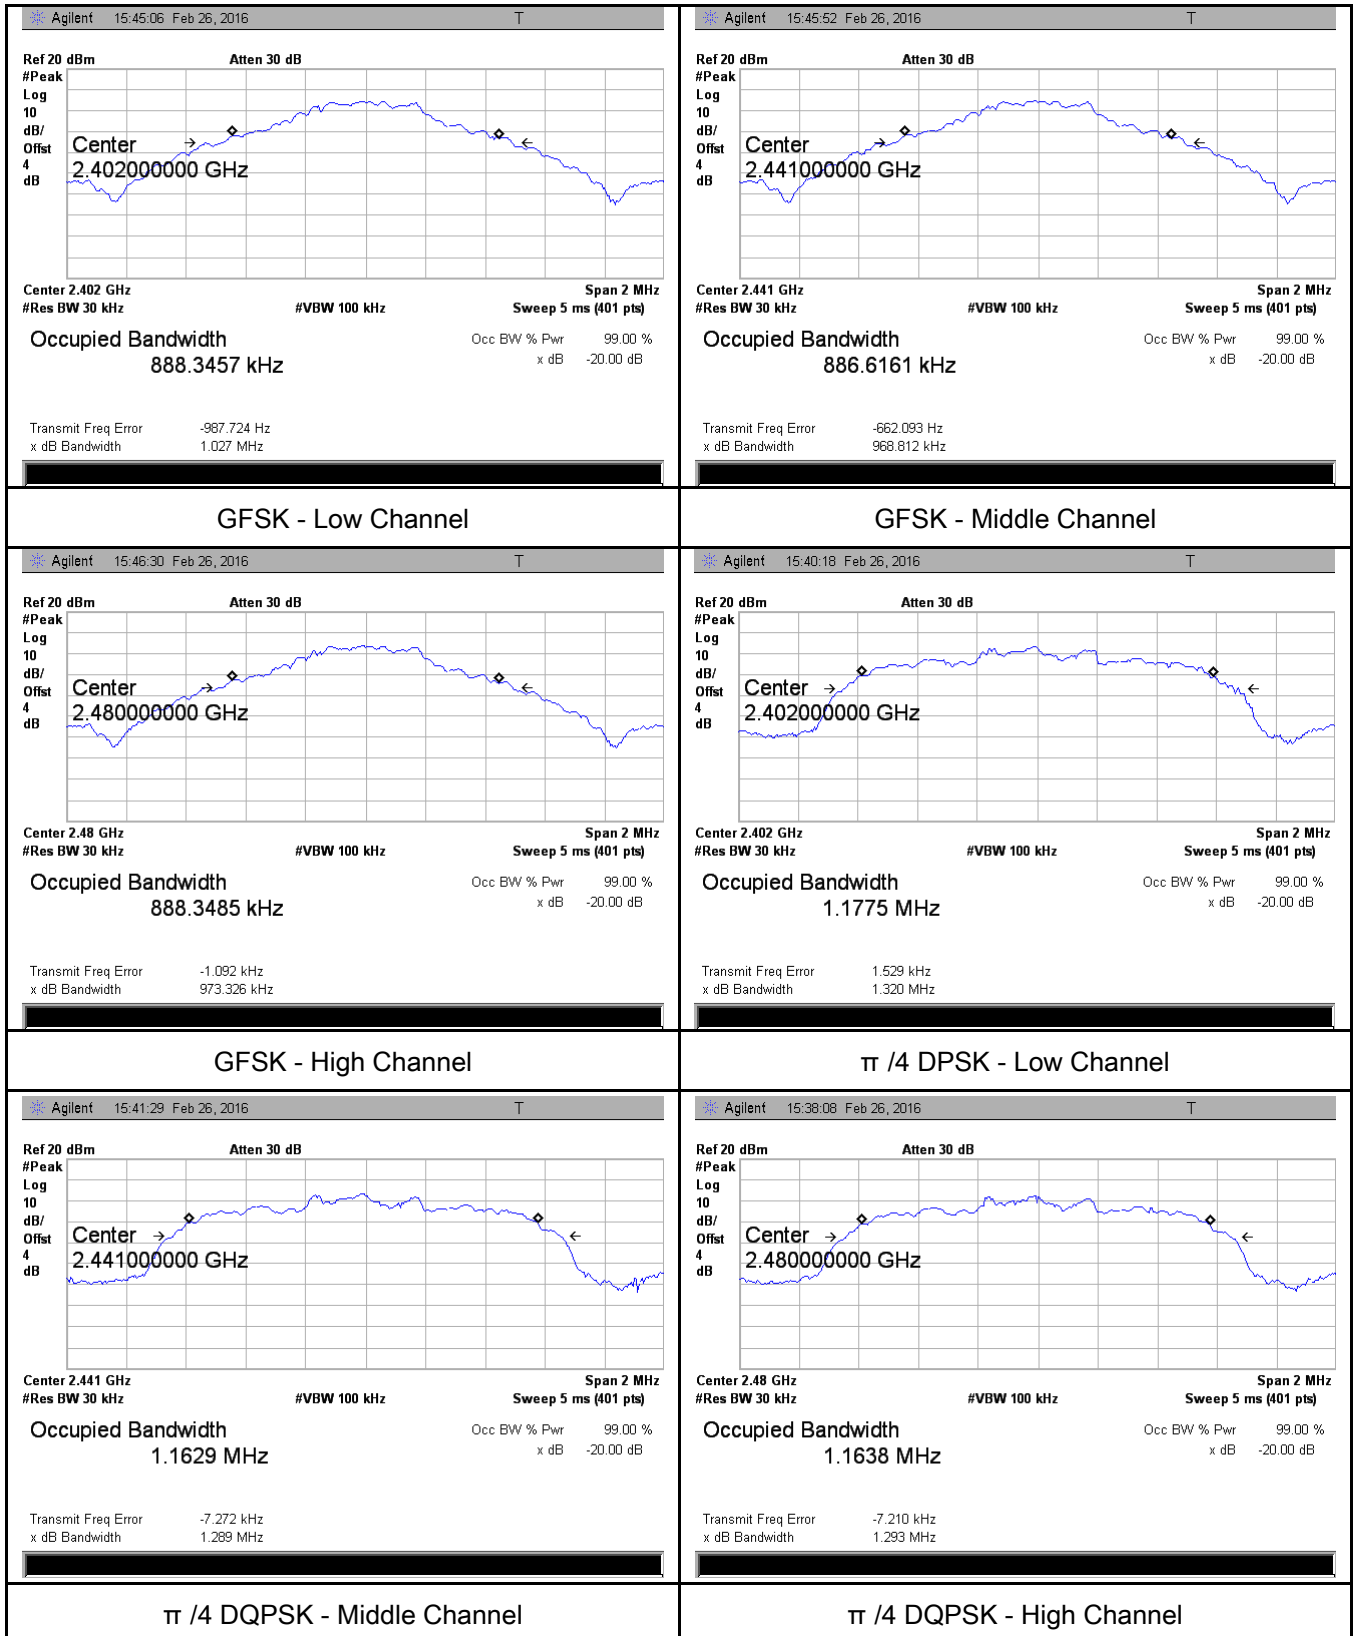 Agilent 15:45:06 Feb 26, 2016 T
Ref 20 dBm Atten 30 dB
#Peak
Log
10
dB/
Offst
4
dB
Center
2.402000000 GHz
Center 2.402 GHz Span 2 MHz
#Res BW 30 kHz #VBW 100 kHz Sweep 5 ms (401 pts)
Occupied Bandwidth Occ BW % Pwr 99.00 %
888.3457 kHz x dB -20.00 dB
Transmit Freq Error -987.724 Hz
x dB Bandwidth 1.027 MHz
GFSK - Low Channel
Agilent 15:45:52 Feb 26, 2016 T
Ref 20 dBm Atten 30 dB
#Peak
Log
10
dB/
Offst
4
dB
Center
2.441000000 GHz
Center 2.441 GHz Span 2 MHz
#Res BW 30 kHz #VBW 100 kHz Sweep 5 ms (401 pts)
Occupied Bandwidth Occ BW % Pwr 99.00 %
886.6161 kHz x dB -20.00 dB
Transmit Freq Error -662.093 Hz
x dB Bandwidth 968.812 kHz
GFSK - Middle Channel
Agilent 15:46:30 Feb 26, 2016 T
Ref 20 dBm Atten 30 dB
#Peak
Log
10
dB/
Offst
4
dB
Center
2.480000000 GHz
Center 2.48 GHz Span 2 MHz
#Res BW 30 kHz #VBW 100 kHz Sweep 5 ms (401 pts)
Occupied Bandwidth Occ BW % Pwr 99.00 %
888.3485 kHz x dB -20.00 dB
Transmit Freq Error -1.092 kHz
x dB Bandwidth 973.326 kHz
GFSK - High Channel
Agilent 15:40:18 Feb 26, 2016 T
Ref 20 dBm Atten 30 dB
#Peak
Log
10
dB/
Offst
4
dB
Center
2.402000000 GHz
Center 2.402 GHz Span 2 MHz
#Res BW 30 kHz #VBW 100 kHz Sweep 5 ms (401 pts)
Occupied Bandwidth Occ BW % Pwr 99.00 %
1.1775 MHz x dB -20.00 dB
Transmit Freq Error 1.529 kHz
x dB Bandwidth 1.320 MHz
π /4 DPSK - Low Channel
Agilent 15:41:29 Feb 26, 2016 T
Ref 20 dBm Atten 30 dB
#Peak
Log
10
dB/
Offst
4
dB
Center
2.441000000 GHz
Center 2.441 GHz Span 2 MHz
#Res BW 30 kHz #VBW 100 kHz Sweep 5 ms (401 pts)
Occupied Bandwidth Occ BW % Pwr 99.00 %
1.1629 MHz x dB -20.00 dB
Transmit Freq Error -7.272 kHz
x dB Bandwidth 1.289 MHz
π /4 DQPSK - Middle Channel
Agilent 15:38:08 Feb 26, 2016 T
Ref 20 dBm Atten 30 dB
#Peak
Log
10
dB/
Offst
4
dB
Center
2.480000000 GHz
Center 2.48 GHz Span 2 MHz
#Res BW 30 kHz #VBW 100 kHz Sweep 5 ms (401 pts)
Occupied Bandwidth Occ BW % Pwr 99.00 %
1.1638 MHz x dB -20.00 dB
Transmit Freq Error -7.210 kHz
x dB Bandwidth 1.293 MHz
π /4 DQPSK - High Channel